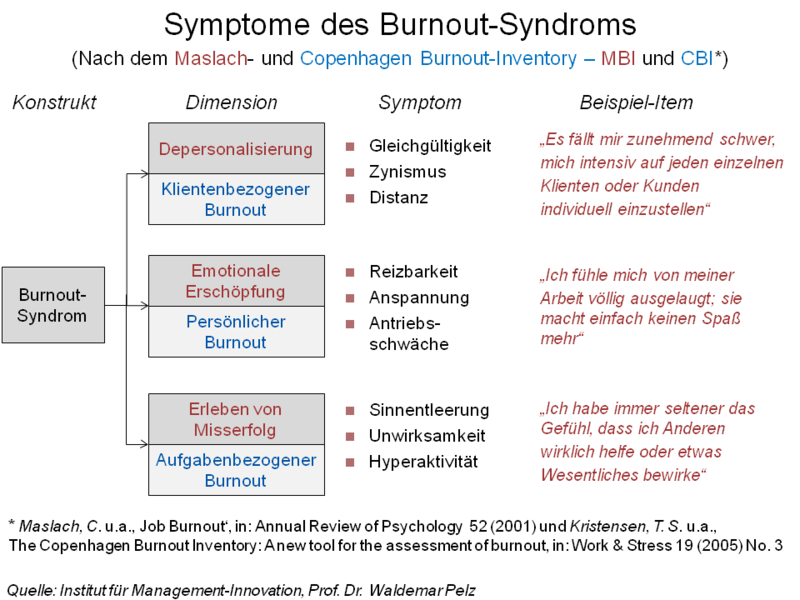 Symptome des Burnout-Syndroms
(Nach dem Maslach- und Copenhagen Burnout-Inventory – MBI und CBI*)
Konstrukt
Dimension
Symptom
Beispiel-Item
Burnout-
Syndrom
Depersonalisierung
Klientenbezogener
Burnout
Gleichgültigkeit
Zynismus
Distanz
„Es fällt mir zunehmend schwer,
mich intensiv auf jeden einzelnen
Klienten oder Kunden
individuell einzustellen“
Emotionale
Erschöpfung
Persönlicher
Burnout
Reizbarkeit
Anspannung
Antriebs-
schwäche
„Ich fühle mich von meiner
Arbeit völlig ausgelaugt; sie
macht einfach keinen Spaß
mehr“
Erleben von
Misserfolg
Aufgabenbezogener
Burnout
Sinnentleerung
Unwirksamkeit
Hyperaktivität
„Ich habe immer seltener das
Gefühl, dass ich Anderen
wirklich helfe oder etwas
Wesentliches bewirke“
* Maslach, C. u.a., Job Burnout‘, in: Annual Review of Psychology 52 (2001) und Kristensen, T. S. u.a.,
The Copenhagen Burnout Inventory: A new tool for the assessment of burnout, in: Work & Stress 19 (2005) No. 3
Quelle: Institut für Management-Innovation, Prof. Dr. Waldemar Pelz